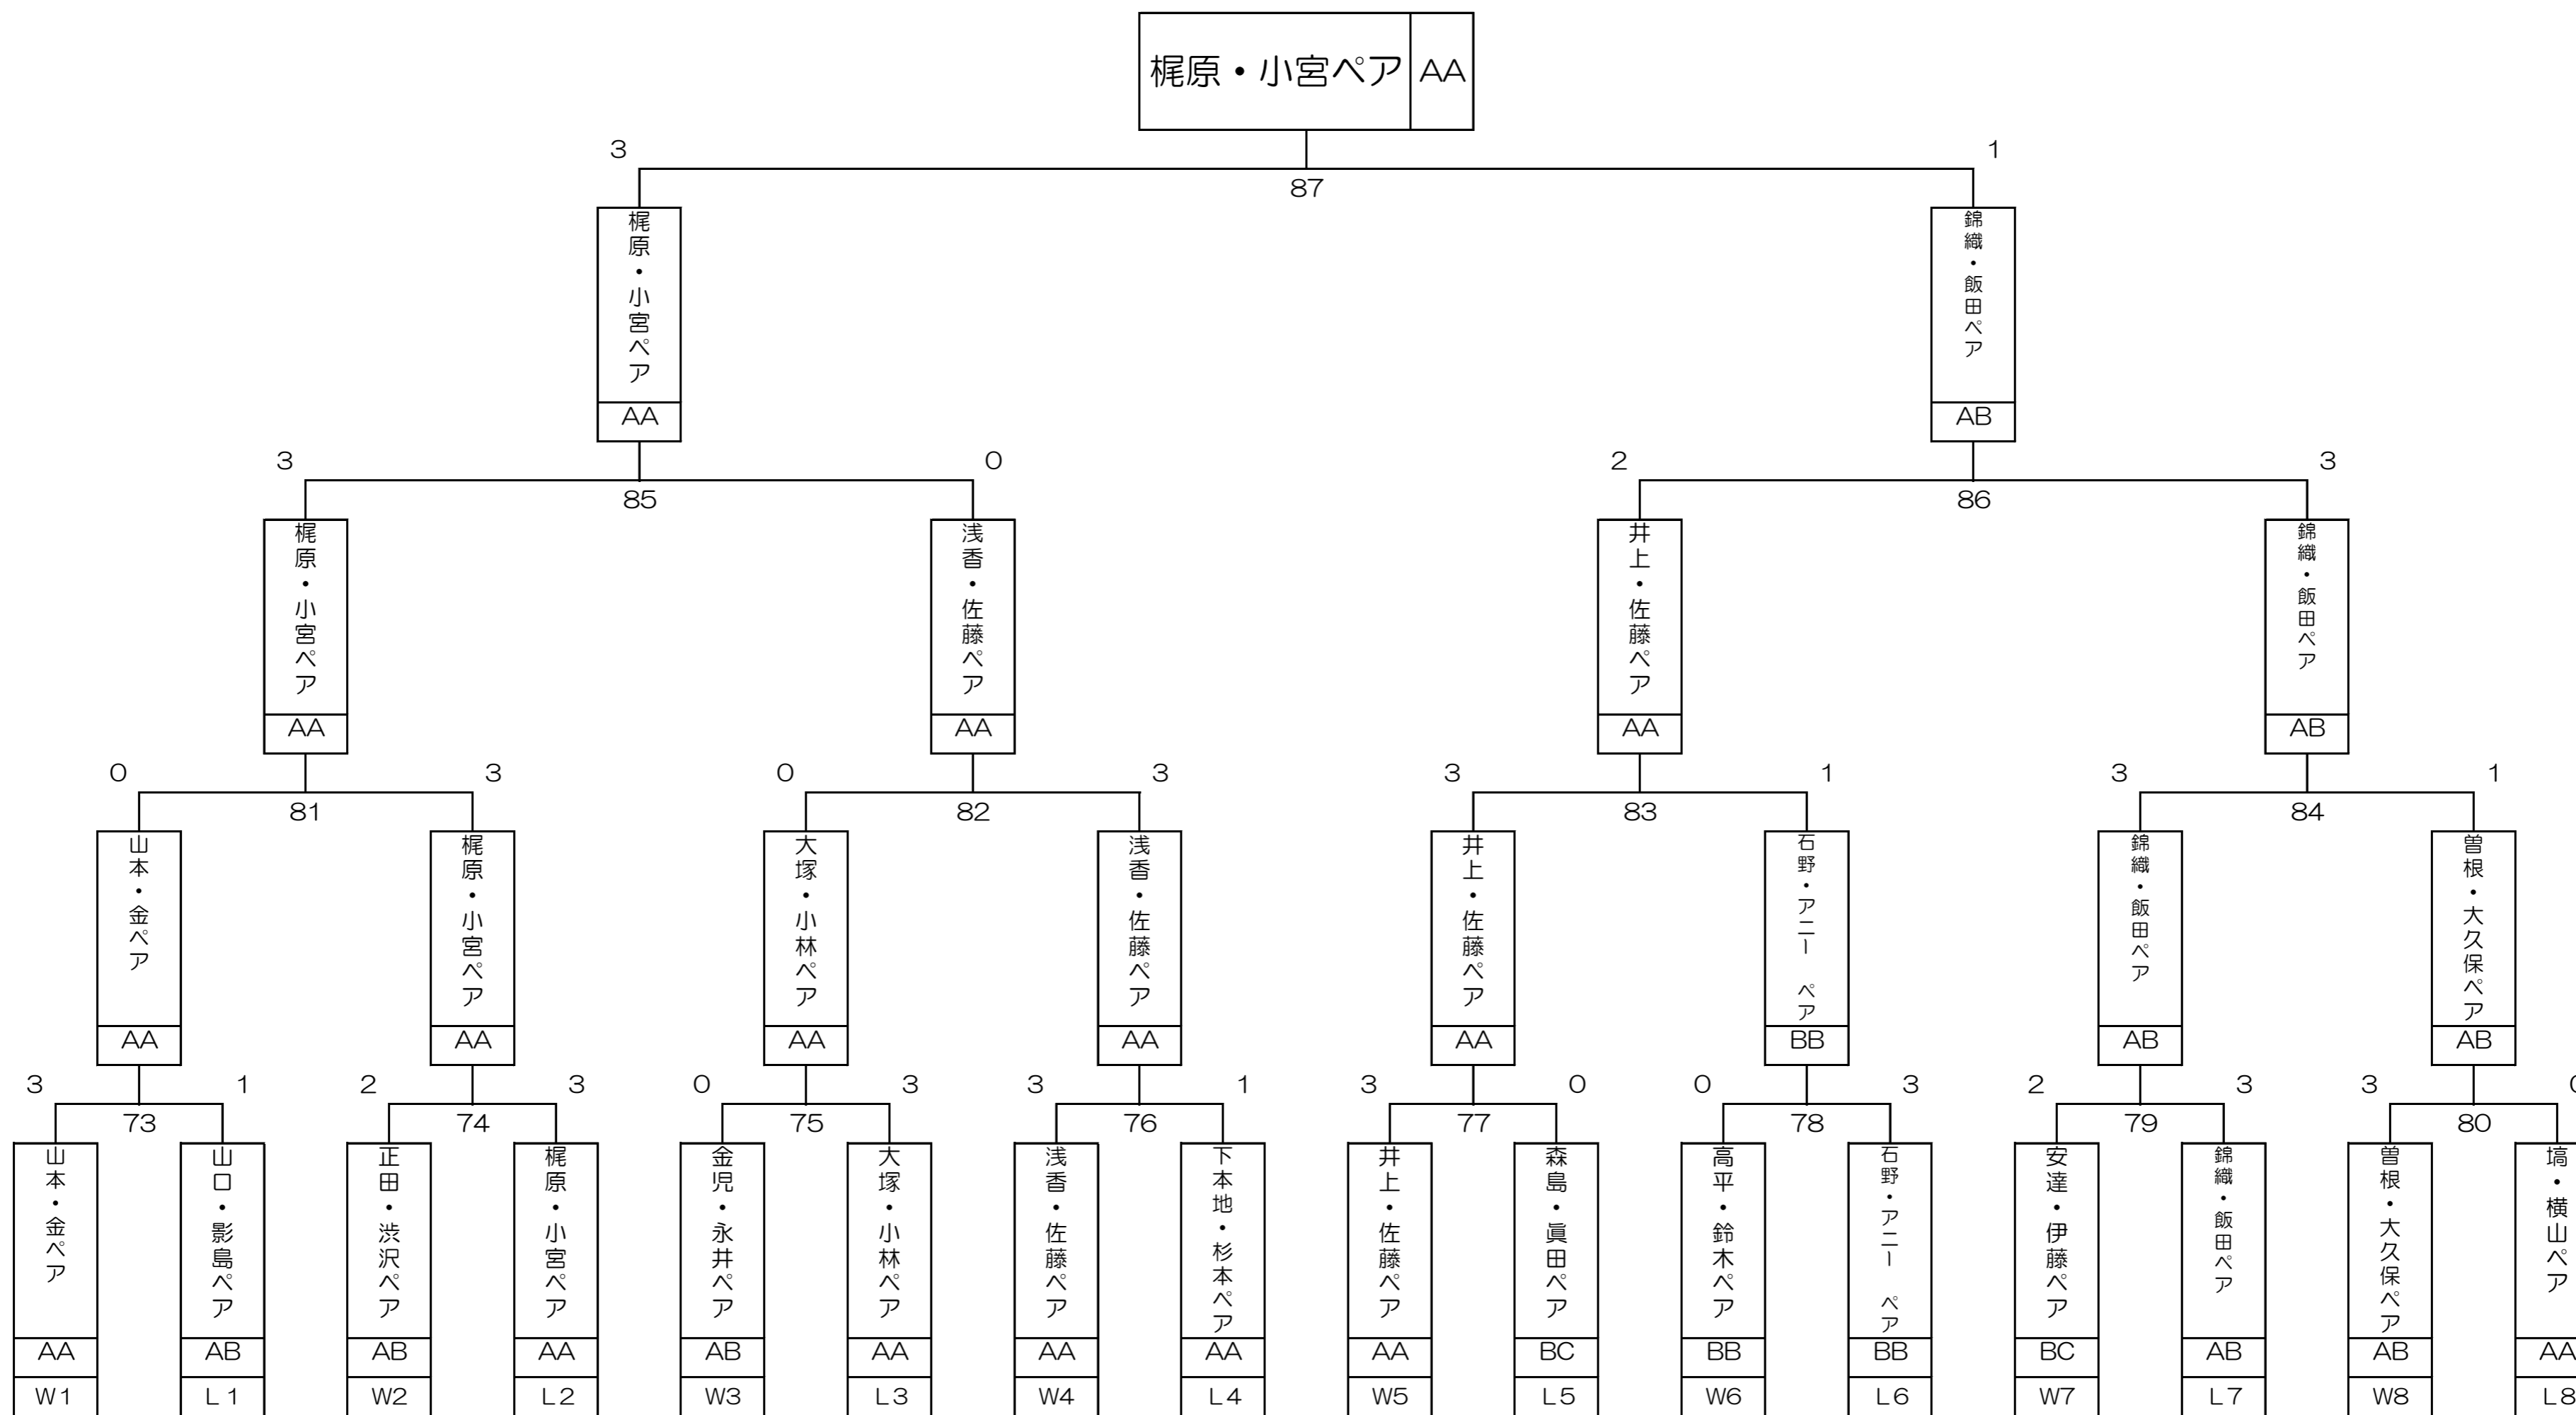 梶原・小宮ペア AA
3 1
87
梶原・小宮ペア 錦織・飯田ペア
AA AB
3 0 2 3
85 86
梶原・小宮ペア 浅香・佐藤ペア 井上・佐藤ペア 錦織・飯田ペア
AA AA AA AB
0 3 0 3 3 1 3 1
81 82 83 84
山本・金ペア 梶原・小宮ペア 大塚・小林ペア 浅香・佐藤ペア 井上・佐藤ペア 石野・アニー ペア 錦織・飯田ペア 曽根・大久保ペア
AA AA AA AA AA BB AB AB
3 1 2 3 0 3 3 1 3 0 0 3 2 3 3 0
73 74 75 76 77 78 79 80
山本・金ペア 山口・影島ペア 正田・渋沢ペア 梶原・小宮ペア 金児・永井ペア 大塚・小林ペア 浅香・佐藤ペア 下本地・杉本ペア 井上・佐藤ペア 森島・眞田ペア 高平・鈴木ペア 石野・アニー ペア 安達・伊藤ペア 錦織・飯田ペア 曽根・大久保ペア 塙・横山ペア
AA AB AB AA AB AA AA AA AA BC BB BB BC AB AB AA
W1 L1 W2 L2 W3 L3 W4 L4 W5 L5 W6 L6 W7 L7 W8 L8